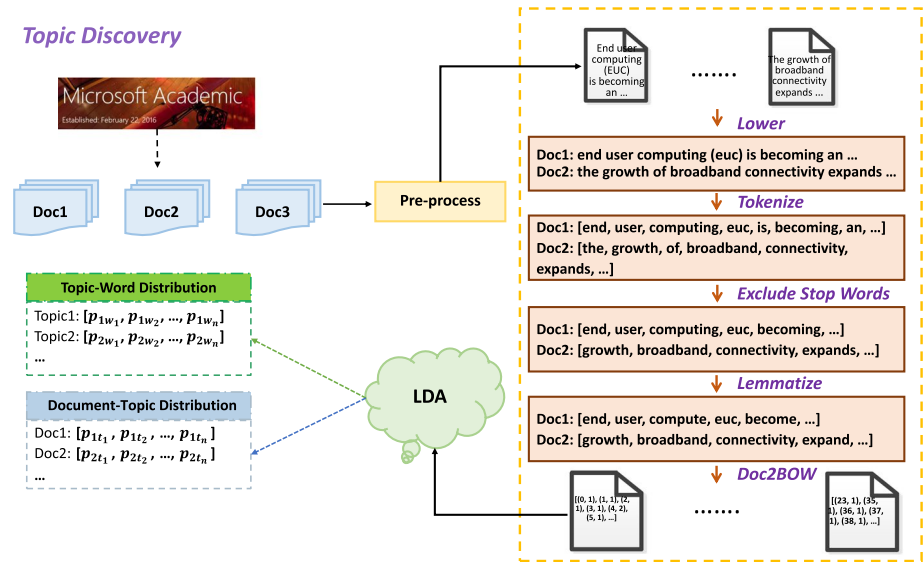 Topic Discovery
Microsoft Academic
Established: February 22, 2016
Doc1
Doc2
Doc3
Pre-process
End user
computing
(EUC)
is becoming
an ...
.......
The growth of
broadband
connectivity
expands ...
Lower
Doc1: end user computing (euc) is becoming an ...
Doc2: the growth of broadband connectivity expands ...
Tokenize
Doc1: [end, user, computing, euc, is, becoming, an, ...]
Doc2: [the, growth, of, broadband, connectivity,
expands, ...]
Exclude Stop Words
Doc1: [end, user, computing, euc, becoming, ...]
Doc2: [growth, broadband, connectivity, expands, ...]
Lemmatize
Doc1: [end, user, compute, euc, become, ...]
Doc2: [growth, broadband, connectivity, expand, ...]
Doc2BOW
[(0, 1), (1, 1), (2,
1), (3, 1), (4, 2),
(5, 1), ...]
.......
[(23, 1), (35,
1), (36, 1), (37,
1), (38, 1), ...]
LDA
Topic-Word Distribution
Topic1: [p₁w₁, p₁w₂, ..., p₁wₙ]
Topic2: [p₂w₁, p₂w₂, ..., p₂wₙ]
...
Document-Topic Distribution
Doc1: [p₁t₁, p₁t₂, ..., p₁tₙ]
Doc2: [p₂t₁, p₂t₂, ..., p₂tₙ]
...